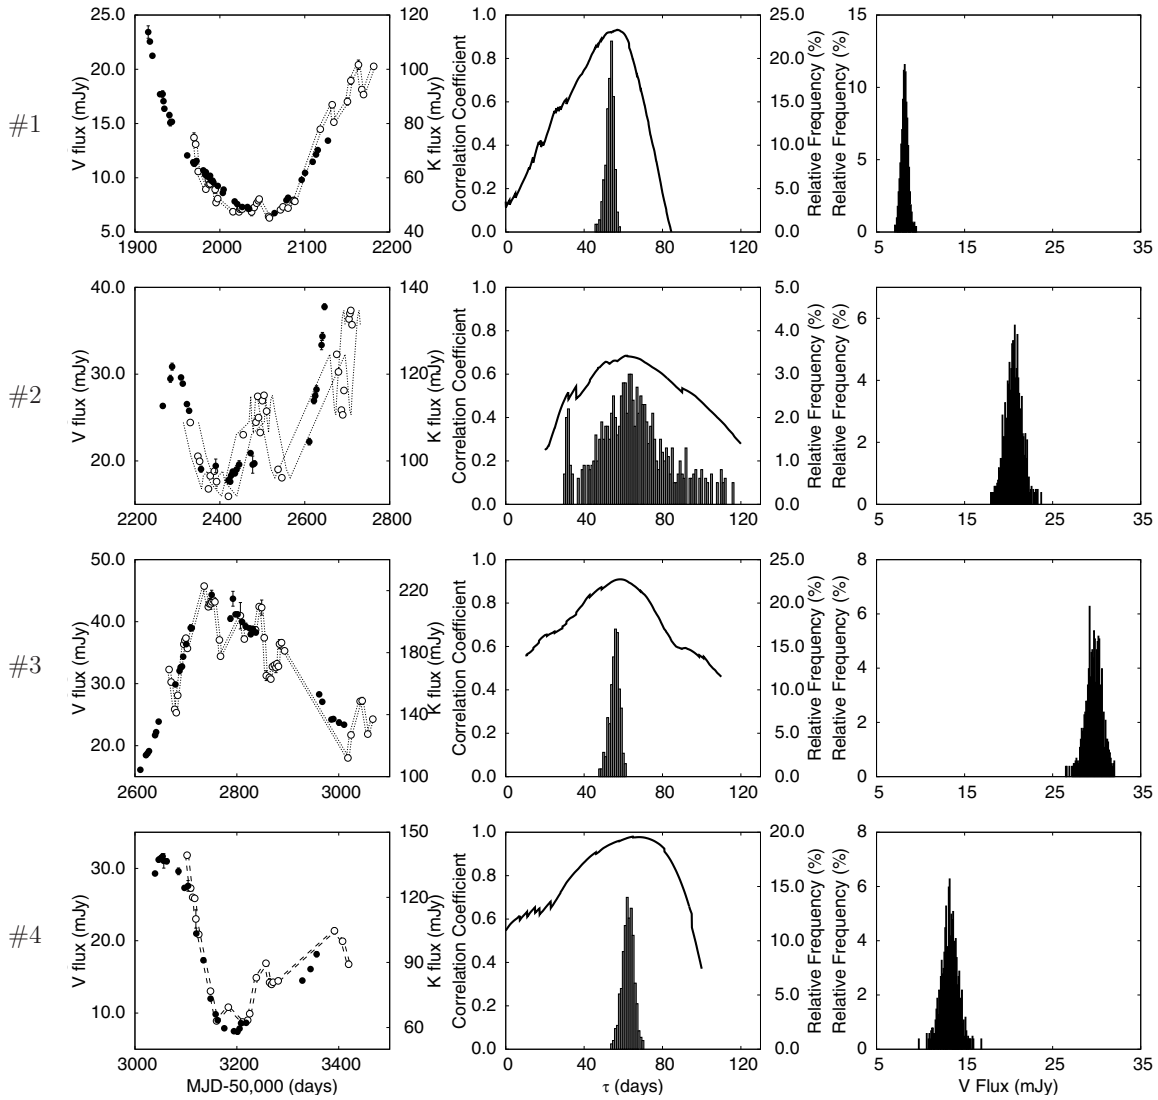 #1
V flux (mJy)
25.0
20.0
15.0
10.0
5.0
1900 2000 2100 2200
120
100
80
60
40
K flux (mJy)
Correlation Coefficient
1.0
0.8
0.6
0.4
0.2
0.0
0 40 80 120
25.0
20.0
15.0
10.0
5.0
0.0
Relative Frequency (%)
Relative Frequency (%)
15
10
5
0
5 15 25 35
#2
V flux (mJy)
40.0
30.0
20.0
2200 2400 2600 2800
140
120
100
K flux (mJy)
Correlation Coefficient
1.0
0.8
0.6
0.4
0.2
0.0
0 40 80 120
5.0
4.0
3.0
2.0
1.0
0.0
Relative Frequency (%)
Relative Frequency (%)
6
4
2
0
5 15 25 35
#3
V flux (mJy)
50.0
40.0
30.0
20.0
2600 2800 3000
220
180
140
100
K flux (mJy)
Correlation Coefficient
1.0
0.8
0.6
0.4
0.2
0.0
0 40 80 120
25.0
20.0
15.0
10.0
5.0
0.0
Relative Frequency (%)
Relative Frequency (%)
8
6
4
2
0
5 15 25 35
#4
V flux (mJy)
30.0
20.0
10.0
3000 3200 3400
MJD-50,000 (days)
150
120
90
60
K flux (mJy)
Correlation Coefficient
1.0
0.8
0.6
0.4
0.2
0.0
0 40 80 120
τ (days)
20.0
15.0
10.0
5.0
0.0
Relative Frequency (%)
Relative Frequency (%)
8
6
4
2
0
5 15 25 35
V Flux (mJy)